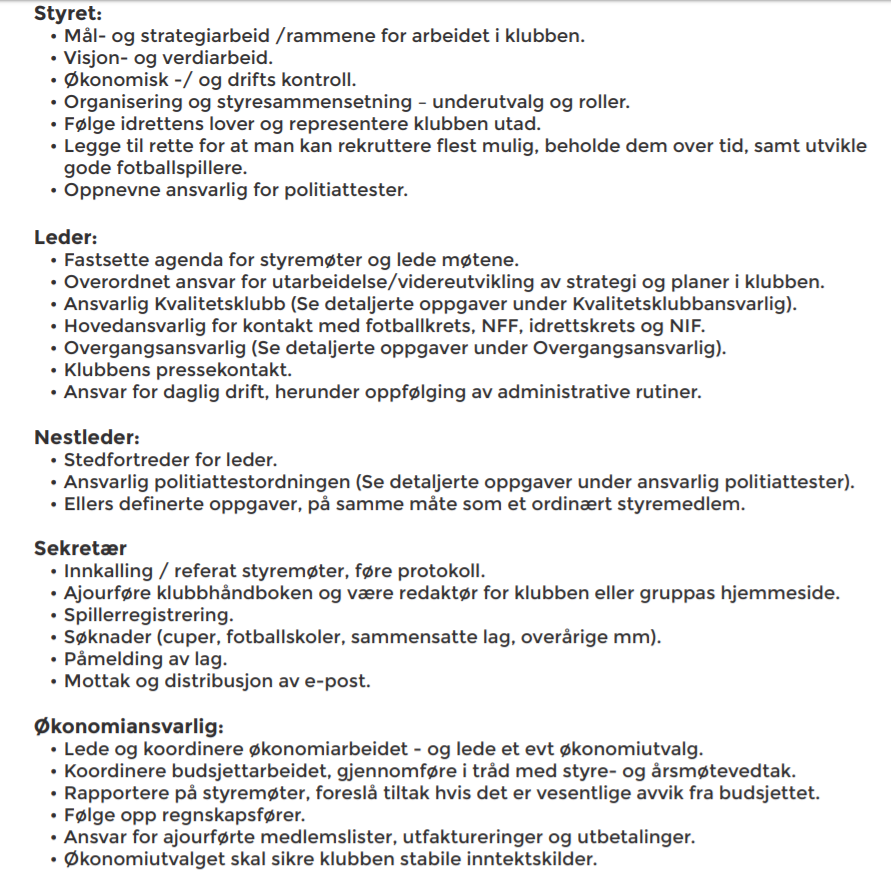 Styret:
• Mål- og strategiarbeid /rammene for arbeidet i klubben.
• Visjon- og verdiarbeid.
• Økonomisk -/ og drifts kontroll.
• Organisering og styresammensetning – underutvalg og roller.
• Følge idrettens lover og representere klubben utad.
• Legge til rette for at man kan rekruttere flest mulig, beholde dem over tid, samt utvikle
gode fotballspillere.
• Oppnevne ansvarlig for politiattester.
Leder:
• Fastsette agenda for styremøter og lede møtene.
• Overordnet ansvar for utarbeidelse/videreutvikling av strategi og planer i klubben.
• Ansvarlig Kvalitetsklubb (Se detaljerte oppgaver under Kvalitetsklubbansvarlig).
• Hovedansvarlig for kontakt med fotballkrets, NFF, idrettskrets og NIF.
• Overgangsansvarlig (Se detaljerte oppgaver under Overgangsansvarlig).
• Klubbens pressekontakt.
• Ansvar for daglig drift, herunder oppfølging av administrative rutiner.
Nestleder:
• Stedfortreder for leder.
• Ansvarlig politiattestordningen (Se detaljerte oppgaver under ansvarlig politiattester).
• Ellers definerte oppgaver, på samme måte som et ordinært styremedlem.
Sekretær
• Innkalling / referat styremøter, føre protokoll.
• Ajourføre klubbhåndboken og være redaktør for klubben eller gruppas hjemmeside.
• Spillerregistrering.
• Søknader (cuper, fotballskoler, sammensatte lag, overårige mm).
• Påmelding av lag.
• Mottak og distribusjon av e-post.
Økonomiansvarlig:
• Lede og koordinere økonomiarbeidet - og lede et evt økonomiutvalg.
• Koordinere budsjettarbeidet, gjennomføre i tråd med styre- og årsmøtevedtak.
• Rapportere på styremøter, foreslå tiltak hvis det er vesentlige avvik fra budsjettet.
• Følge opp regnskapsfører.
• Ansvar for ajourførte medlemslister, utfaktureringer og utbetalinger.
• Økonomiutvalget skal sikre klubben stabile inntektskilder.